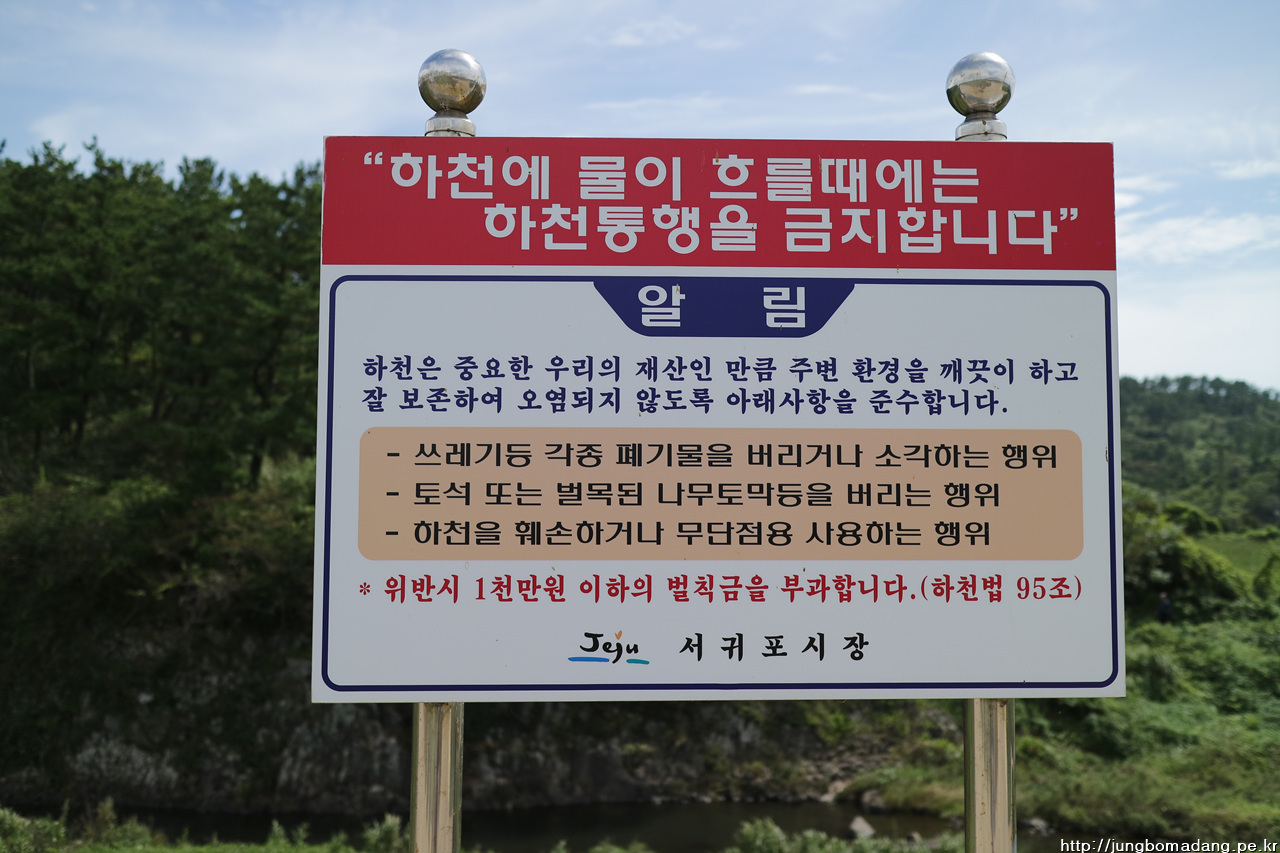 “하천에 물이 흐를때에는
하천통행을 금지합니다”
알 림
하천은 중요한 우리의 재산인 만큼 주변 환경을 깨끗이 하고
잘 보존하여 오염되지 않도록 아래사항을 준수합니다.
- 쓰레기등 각종 폐기물을 버리거나 소각하는 행위
- 토석 또는 벌목된 나무토막등을 버리는 행위
- 하천을 훼손하거나 무단점용 사용하는 행위
* 위반시 1천만원 이하의 벌칙금을 부과합니다.(하천법 95조)
Jeju 서귀포시장
http://jungbomadang.pe.kr